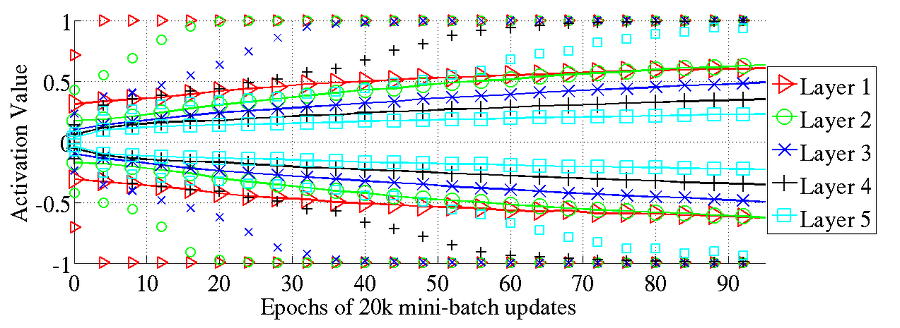 Activation Value
1
0.5
0
-0.5
-1
0 10 20 30 40 50 60 70 80 90
Epochs of 20k mini-batch updates
Layer 1
Layer 2
Layer 3
Layer 4
Layer 5